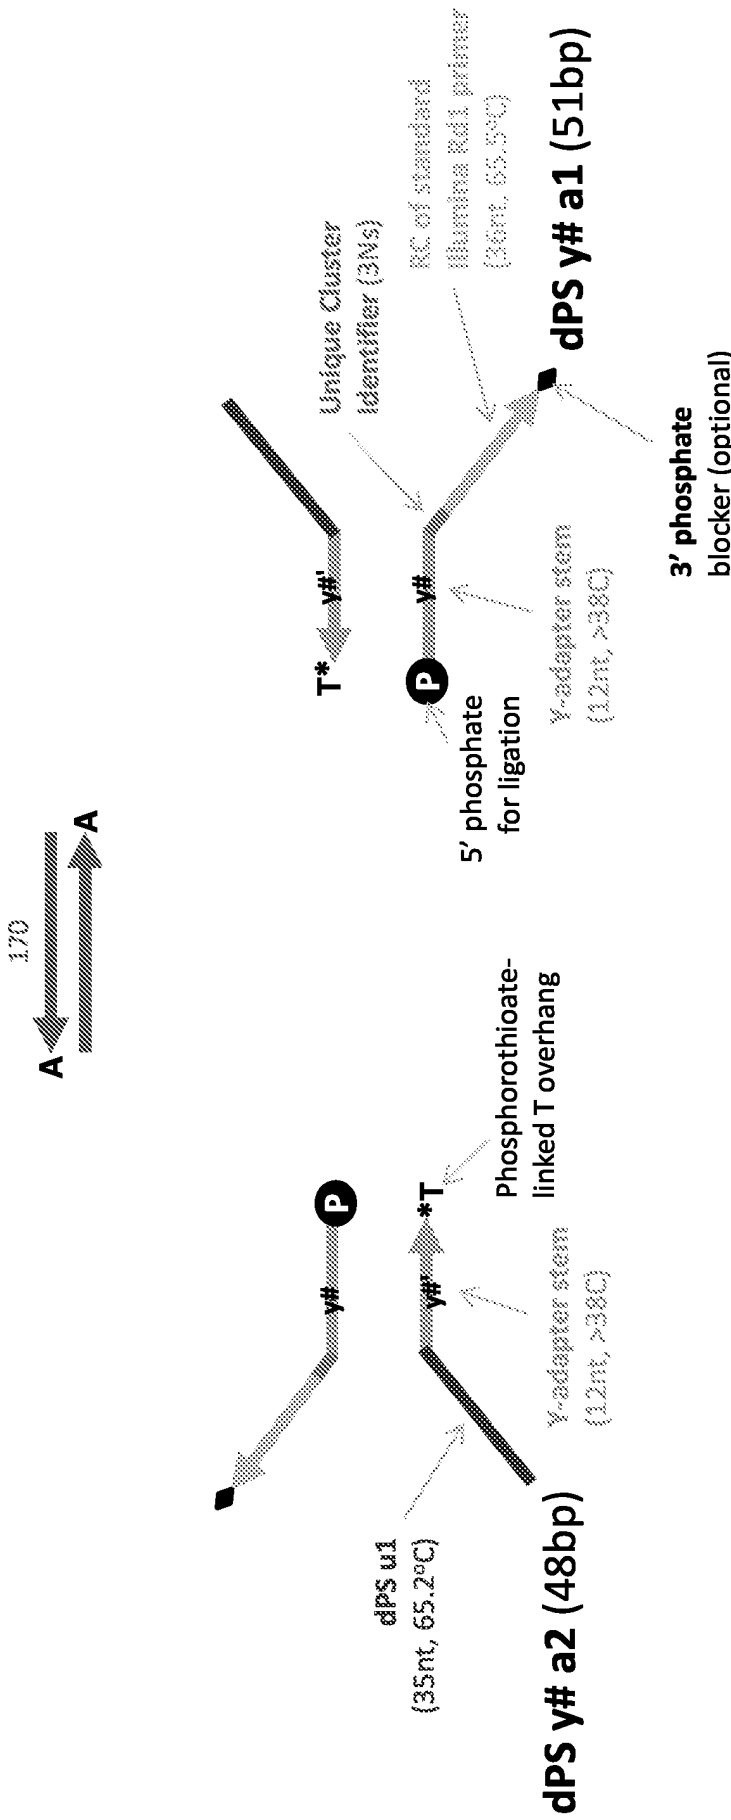 170
A
A
P
y#
y#'
*T
dPS u1
(35nt, 65.2ºC)
Y-adapter stem
(12nt, >38C)
Phosphorothioate-
linked T overhang
dPS y# a2 (48bp)
T*
y#'
P
y#
5’ phosphate
for ligation
Y-adapter stem
(12nt, >38C)
Unique Cluster
Identifier (3Ns)
RC of standard
Illumina Rd1 primer
(36nt, 65.5ºC)
3’ phosphate
blocker (optional)
dPS y# a1 (51bp)